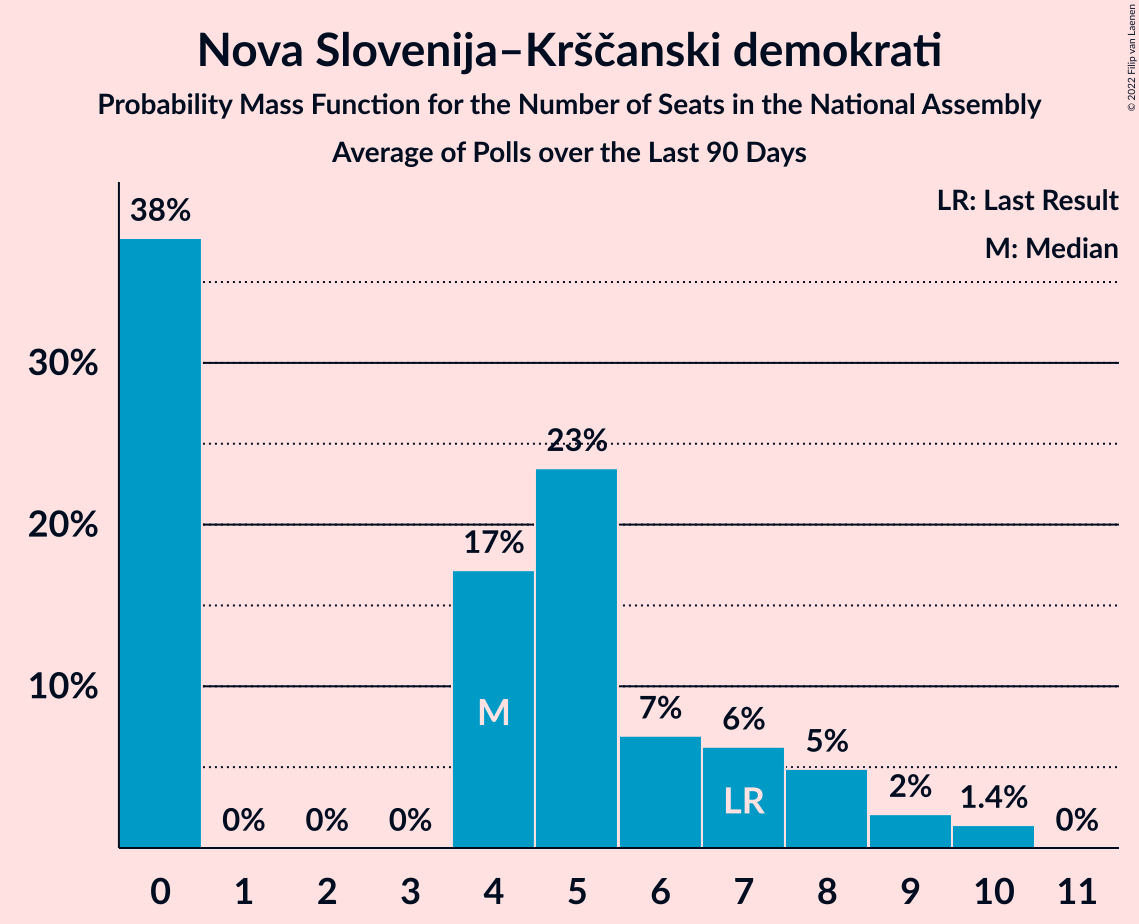 Nova Slovenija–Krščanski demokrati
Probability Mass Function for the Number of Seats in the National Assembly
Average of Polls over the Last 90 Days
© 2022 Filip van Laenen
LR: Last Result
M: Median
38%
30%
23%
20%
17%
10%
M
7%
6%
5%
LR
2%
1.4%
0%
0%
0%
0%
0 1 2 3 4 5 6 7 8 9 10 11